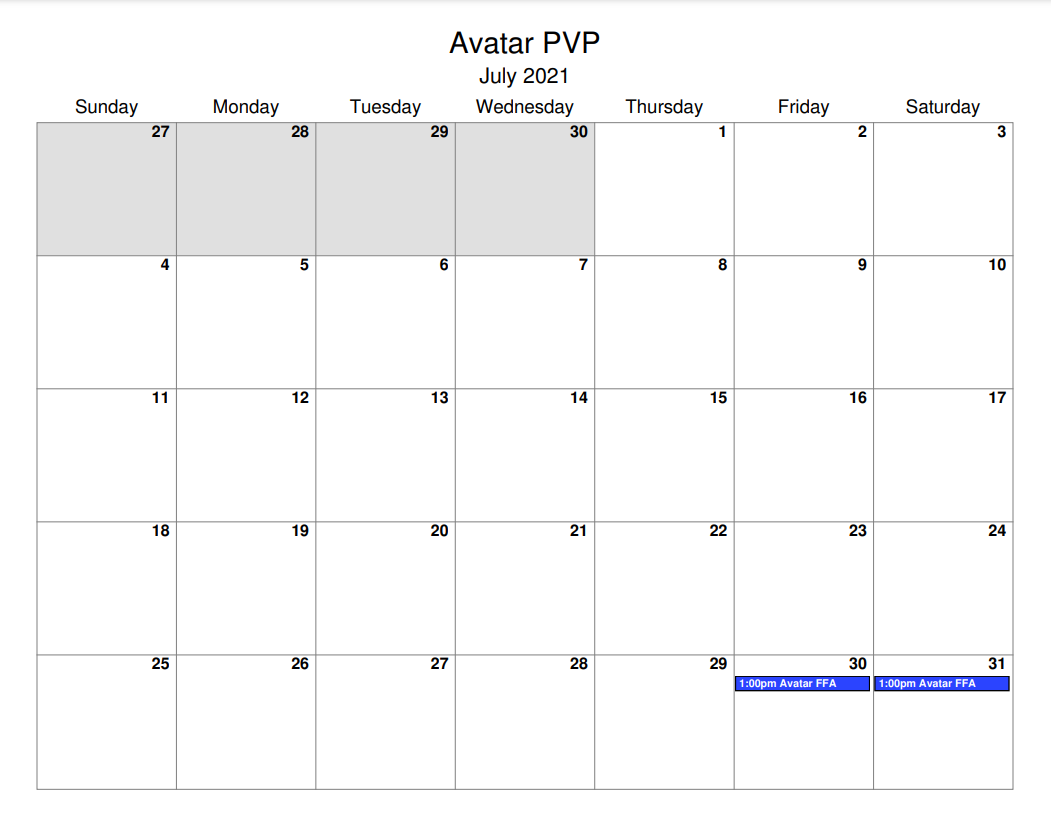 Avatar PVP
July 2021
Sunday Monday Tuesday Wednesday Thursday Friday Saturday
27 28 29 30 1 2 3
4 5 6 7 8 9 10
11 12 13 14 15 16 17
18 19 20 21 22 23 24
25 26 27 28 29 30 31
1:00pm Avatar FFA 1:00pm Avatar FFA